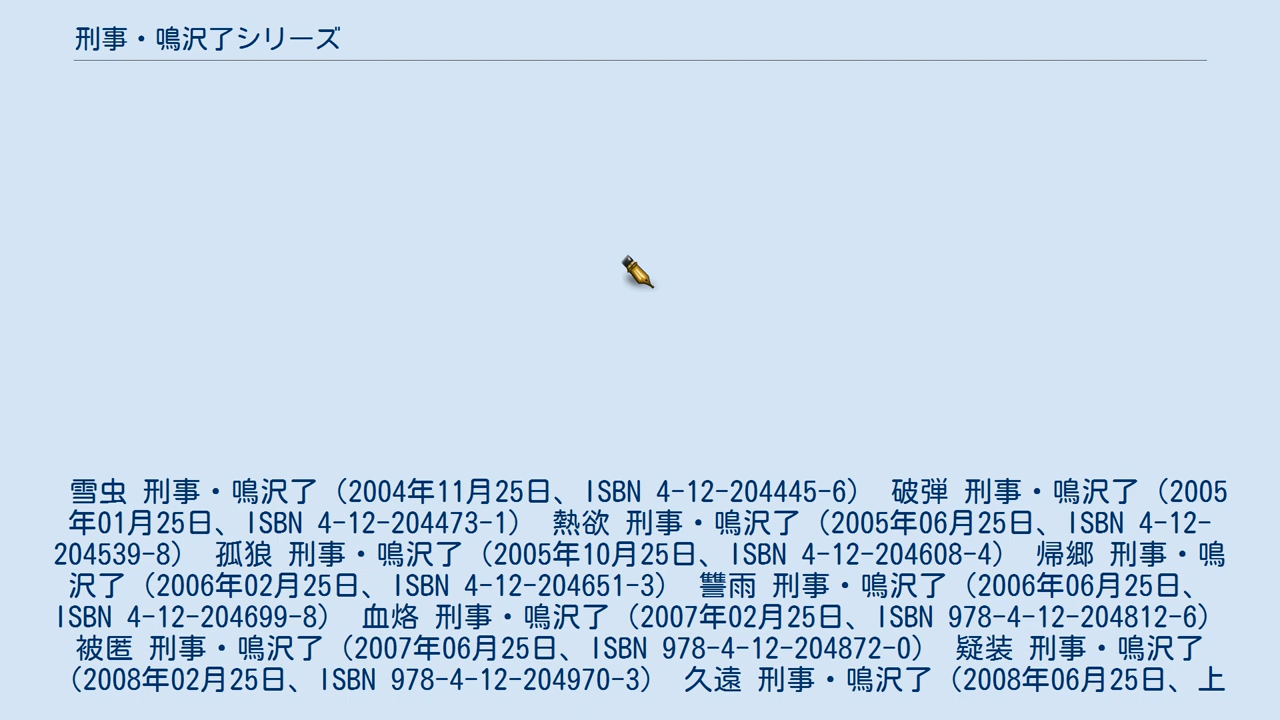 刑事・鳴沢了シリーズ
雪虫 刑事・鳴沢了（2004年11月25日、ISBN 4-12-204445-6） 破弾 刑事・鳴沢了（2005
年01月25日、ISBN 4-12-204473-1） 熱欲 刑事・鳴沢了（2005年06月25日、ISBN 4-12-
204539-8） 孤狼 刑事・鳴沢了（2005年10月25日、ISBN 4-12-204608-4） 帰郷 刑事・鳴
沢了（2006年02月25日、ISBN 4-12-204651-3） 讐雨 刑事・鳴沢了（2006年06月25日、
ISBN 4-12-204699-8） 血烙 刑事・鳴沢了（2007年02月25日、ISBN 978-4-12-204812-6）
被匿 刑事・鳴沢了（2007年06月25日、ISBN 978-4-12-204872-0） 疑装 刑事・鳴沢了
（2008年02月25日、ISBN 978-4-12-204970-3） 久遠 刑事・鳴沢了（2008年06月25日、上